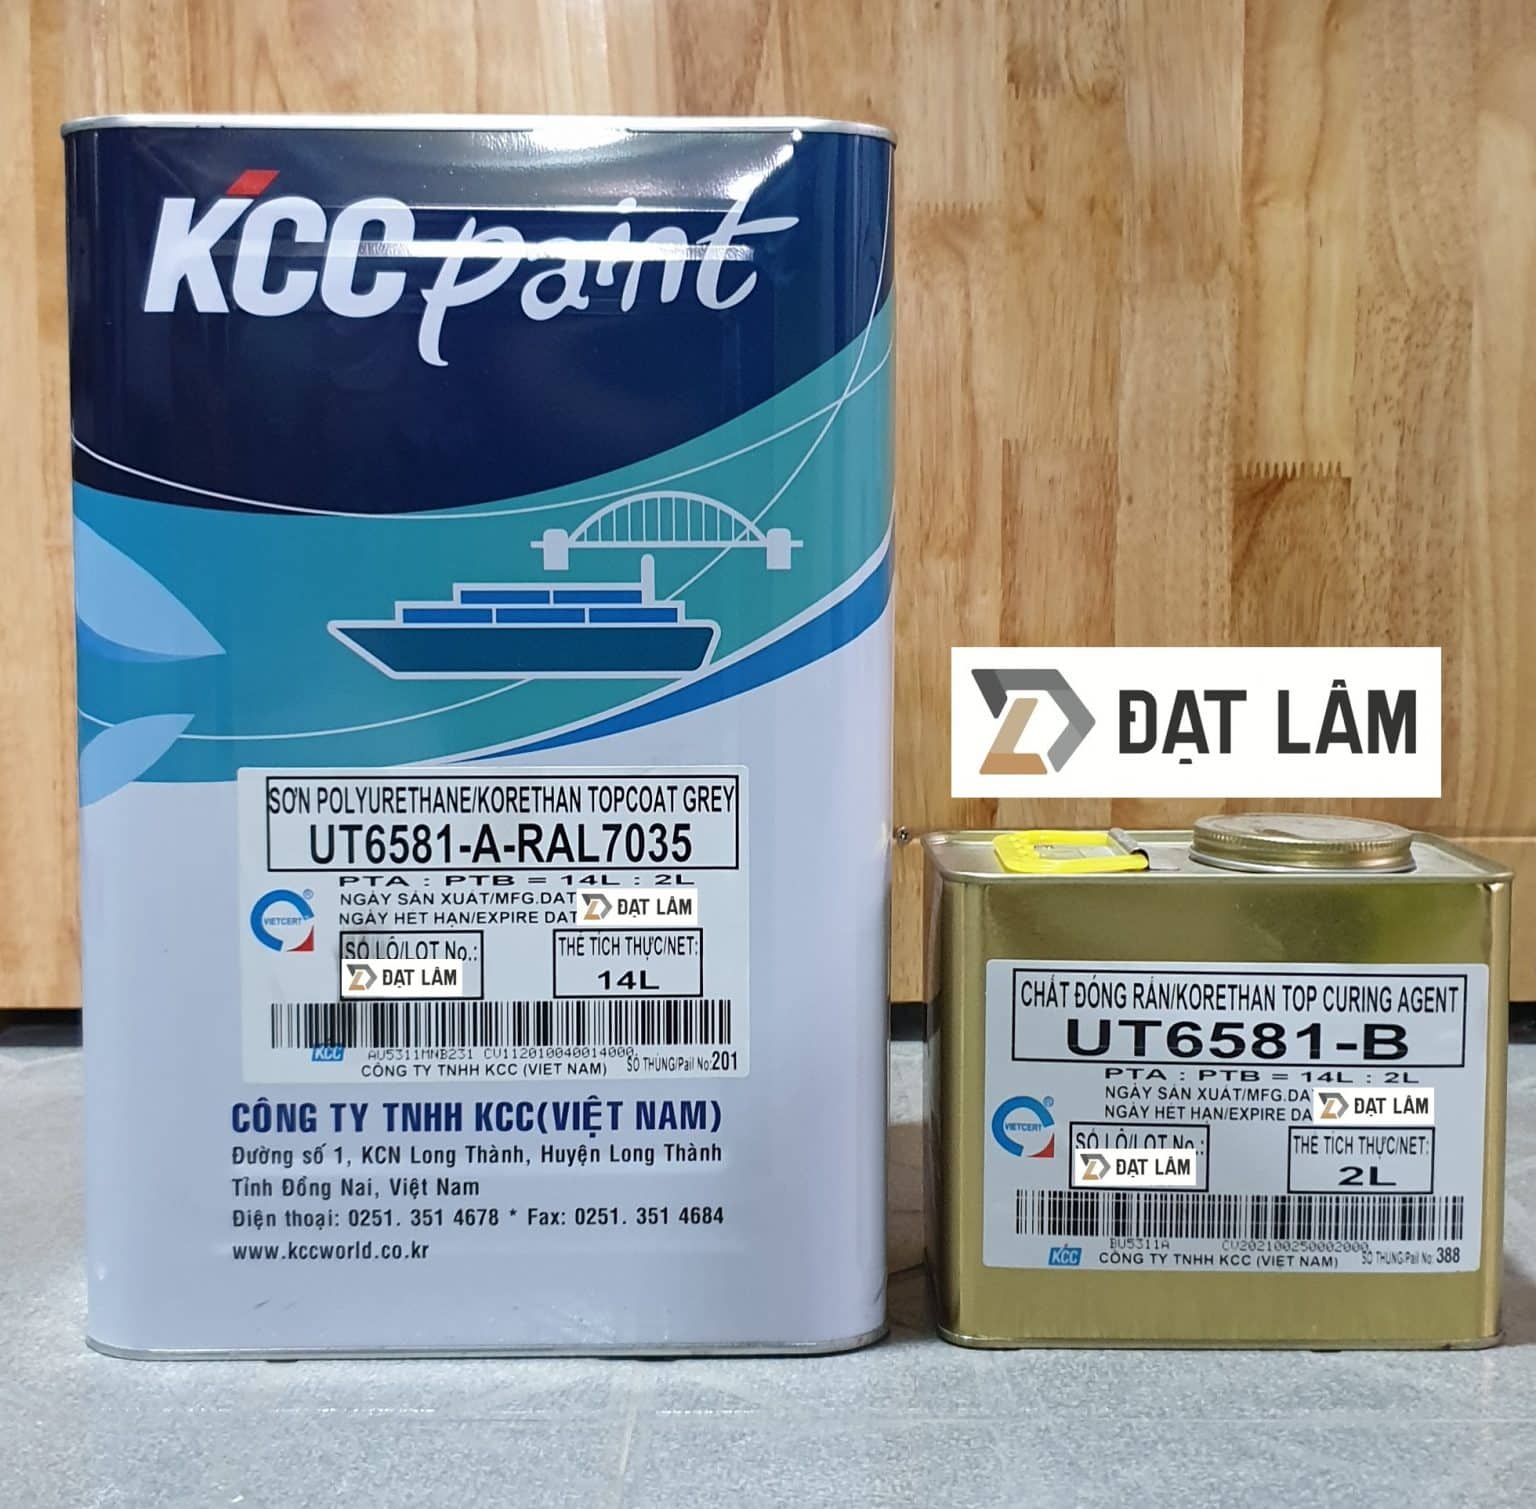 KCC paint
SƠN POLYURETHANE/KORETHAN TOPCOAT GREY
UT6581-A-RAL7035
PTA : PTB = 14L : 2L
NGÀY SẢN XUẤT/MFG.DAT
NGÀY HẾT HẠN/EXPIRE DAT
ĐẠT LÂM
VIETCERT
®
SỐ LÔ/LOT No.:
ĐẠT LÂM
THỂ TÍCH THỰC/NET:
14L
KCC
AU5311MNB231 CV112010040014000
CÔNG TY TNHH KCC (VIET NAM)
SỐ THÙNG/Pail No: 201
CÔNG TY TNHH KCC(VIỆT NAM)
Đường số 1, KCN Long Thành, Huyện Long Thành
Tỉnh Đồng Nai, Việt Nam
Điện thoại: 0251. 351 4678 * Fax: 0251. 351 4684
www.kccworld.co.kr
ĐẠT LÂM
CHẤT ĐÓNG RẮN/KORETHAN TOP CURING AGENT
UT6581-B
PTA : PTB = 14L : 2L
NGÀY SẢN XUẤT/MFG.DA
NGÀY HẾT HẠN/EXPIRE DA
ĐẠT LÂM
VIETCERT
®
SỐ LÔ/LOT No.:
ĐẠT LÂM
THỂ TÍCH THỰC/NET:
2L
BU5311A CV202100250002000
KCC
CÔNG TY TNHH KCC (VIET NAM)
SỐ THÙNG/Pail No: 388